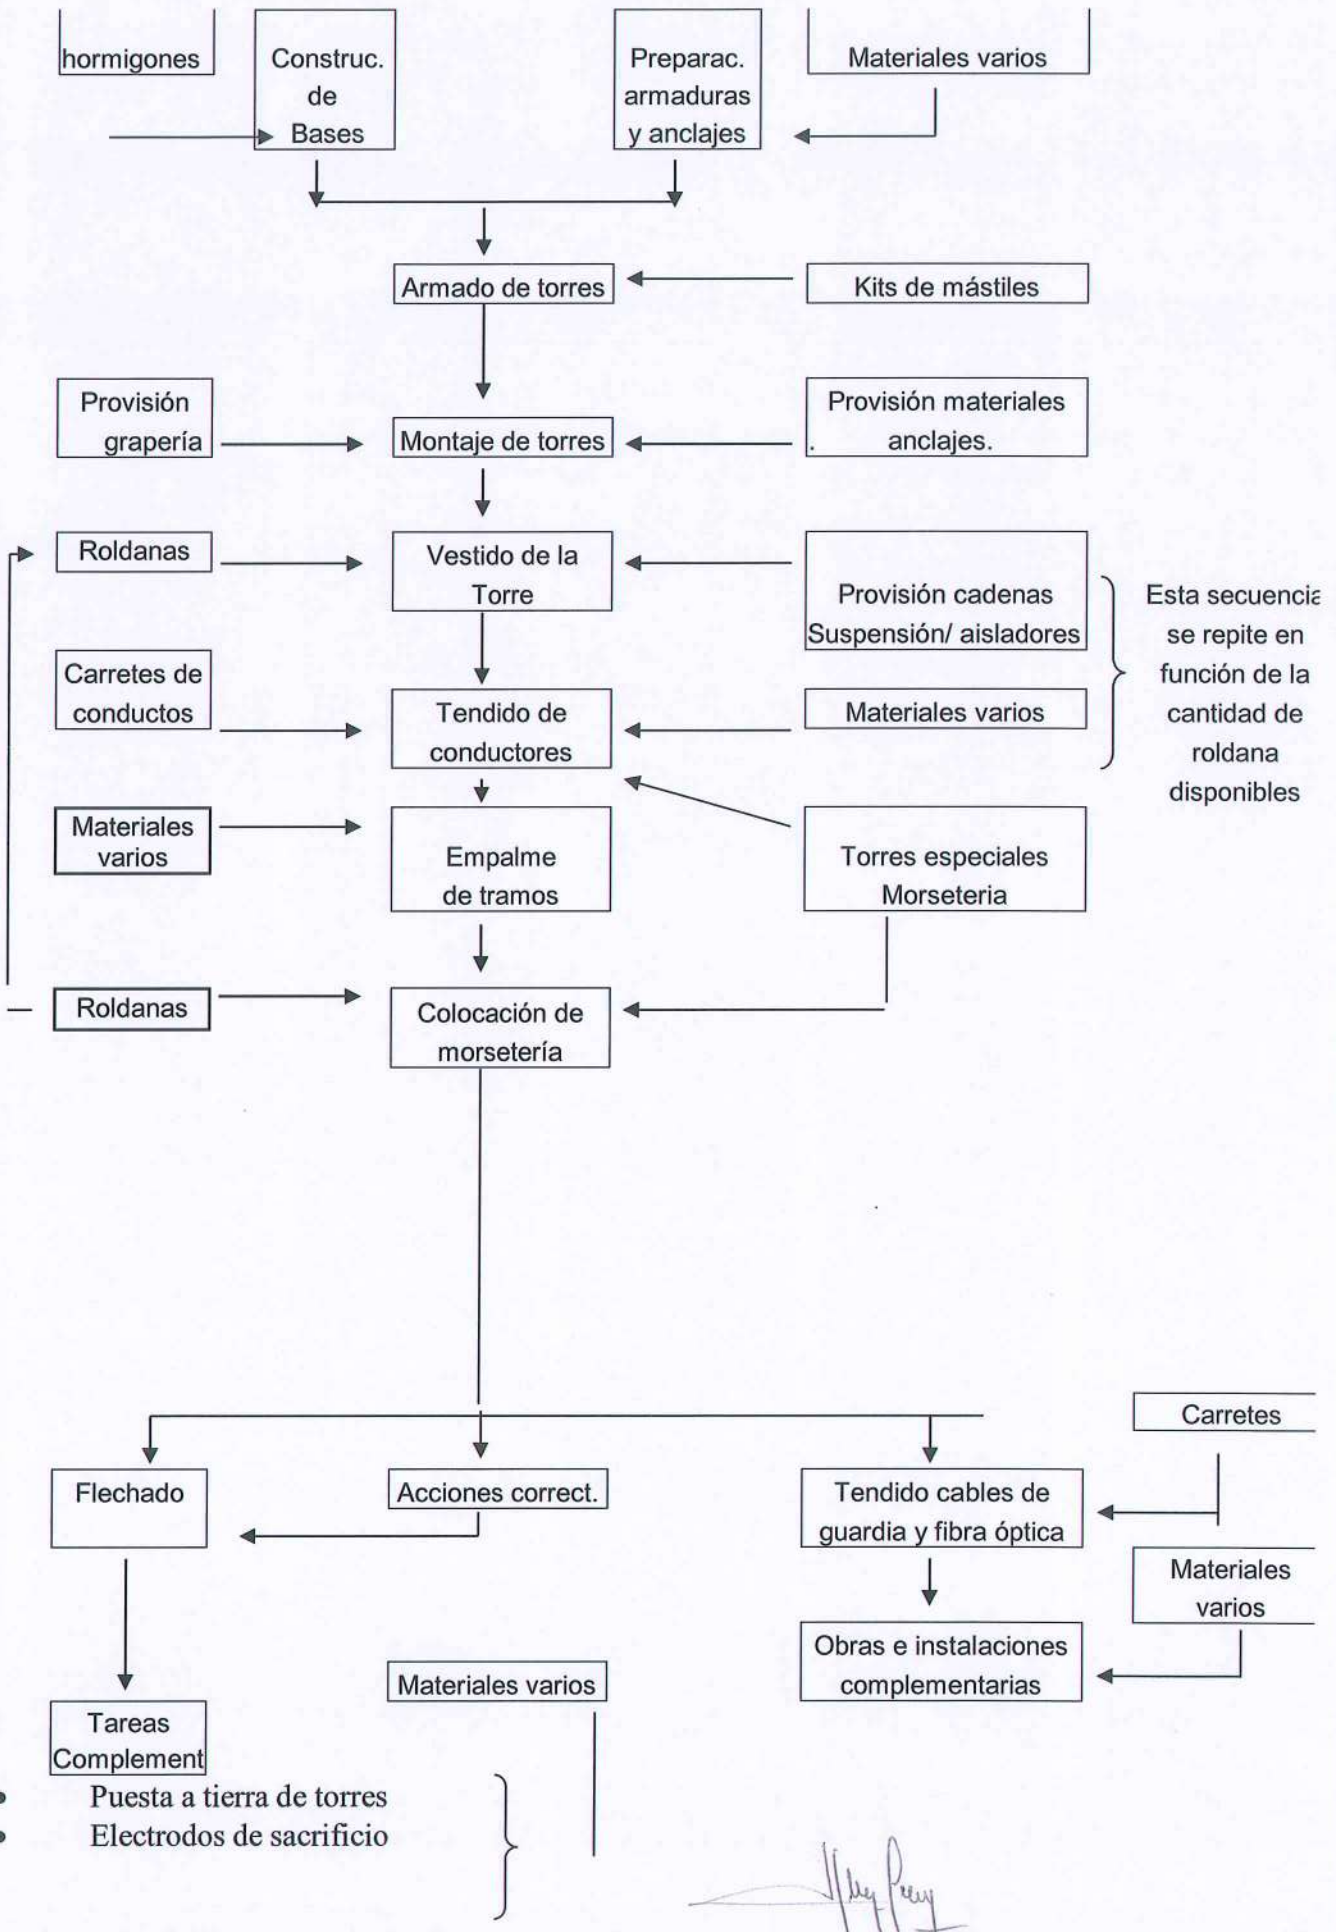 hormigones
Construc.
de
Bases
Preparac.
armaduras
y anclajes
Materiales varios
Armado de torres
Kits de mástiles
Provisión
grapería
Montaje de torres
Provisión materiales
. anclajes.
Roldanas
Vestido de la
Torre
Provisión cadenas
Suspensión/ aisladores
Esta secuencia
se repite en
función de la
cantidad de
roldana
disponibles
Carretes de
conductos
Tendido de
conductores
Materiales varios
Materiales
varios
Empalme
de tramos
Torres especiales
Morseteria
Roldanas
Colocación de
morsetería
Carretes
Flechado
Acciones correct.
Tendido cables de
guardia y fibra óptica
Materiales
varios
Obras e instalaciones
complementarias
Materiales varios
Tareas
Complement
• Puesta a tierra de torres
• Electrodos de sacrificio